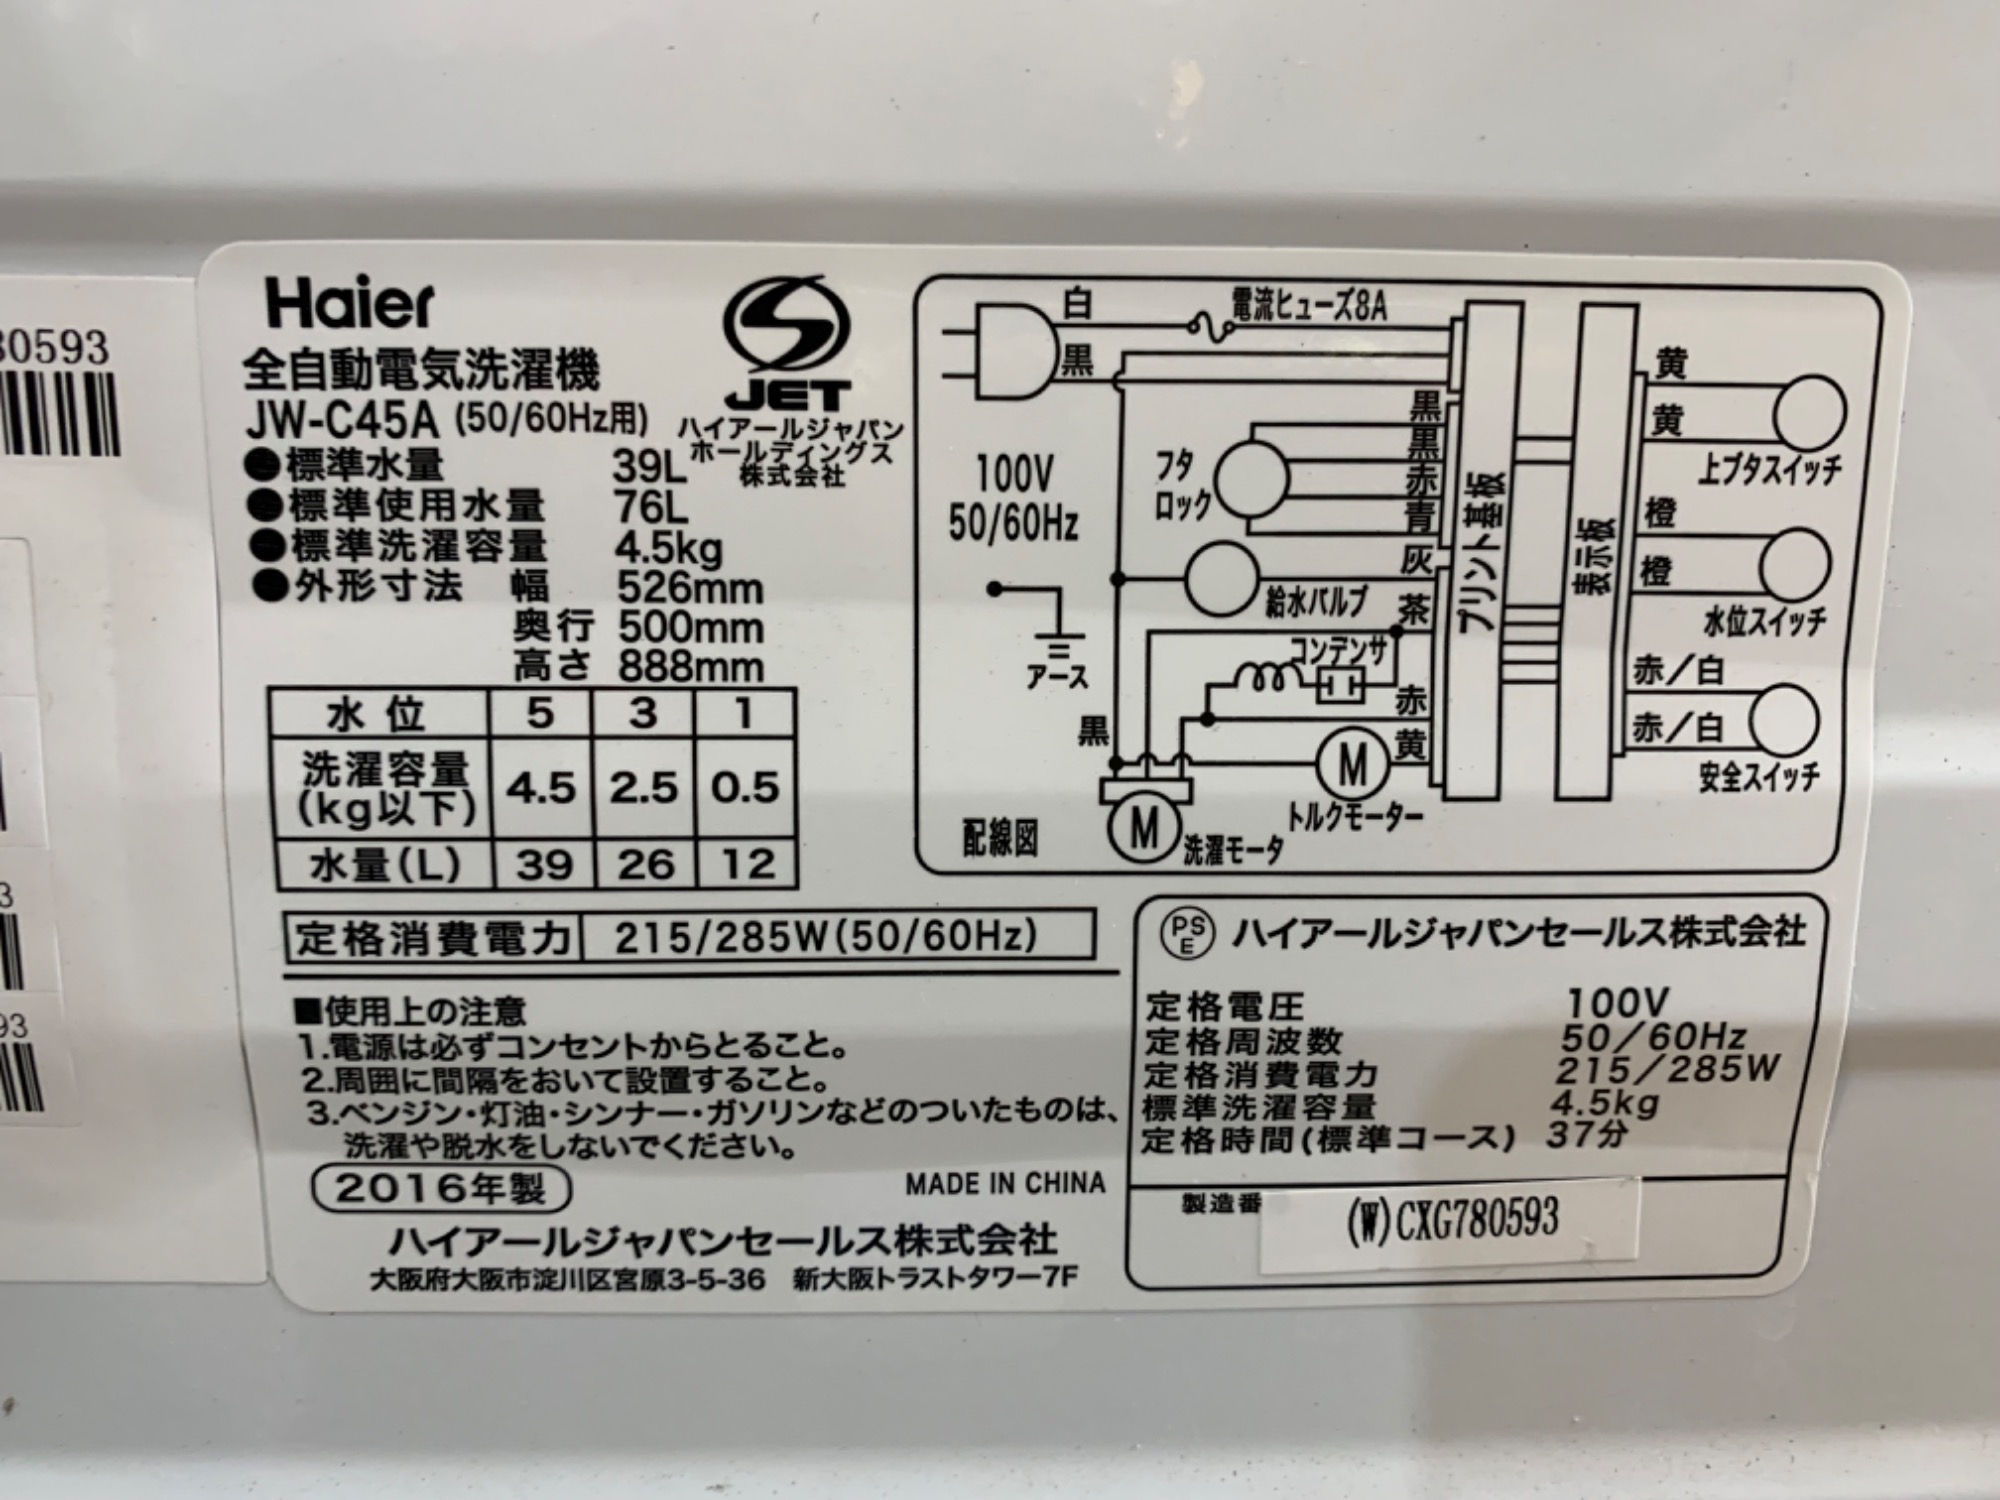 80593
3
93
Haier
全自動電気洗濯機
JW-C45A (50/60Hz用)
JET
ハイアールジャパン
ホールディングス
株式会社
●標準水量 39L
●標準使用水量 76L
●標準洗濯容量 4.5kg
●外形寸法 幅 526mm
奥行 500mm
高さ 888mm
水位 5 3 1
洗濯容量(kg以下) 4.5 2.5 0.5
水量(L) 39 26 12
定格消費電力 215/285W(50/60Hz)
■使用上の注意
1.電源は必ずコンセントからとること。
2.周囲に間隔をおいて設置すること。
3.ベンジン・灯油・シンナー・ガソリンなどのついたものは、
洗濯や脱水をしないでください。
2016年製
MADE IN CHINA
ハイアールジャパンセールス株式会社
大阪府大阪市淀川区宮原3-5-36 新大阪トラストタワー7F
白
電流ヒューズ8A
黒
100V
50/60Hz
アース
フタ
ロック
黒
黒
赤
青
灰
給水バルブ
茶
コンデンサ
赤
黒
黄
M
トルクモーター
M
洗濯モータ
配線図
プリント基板
表示板
黄
黄
上ブタスイッチ
橙
橙
水位スイッチ
赤/白
赤/白
安全スイッチ
PS
E
ハイアールジャパンセールス株式会社
定格電圧 100V
定格周波数 50/60Hz
定格消費電力 215/285W
標準洗濯容量 4.5kg
定格時間(標準コース) 37分
製造番
(W)CXG780593